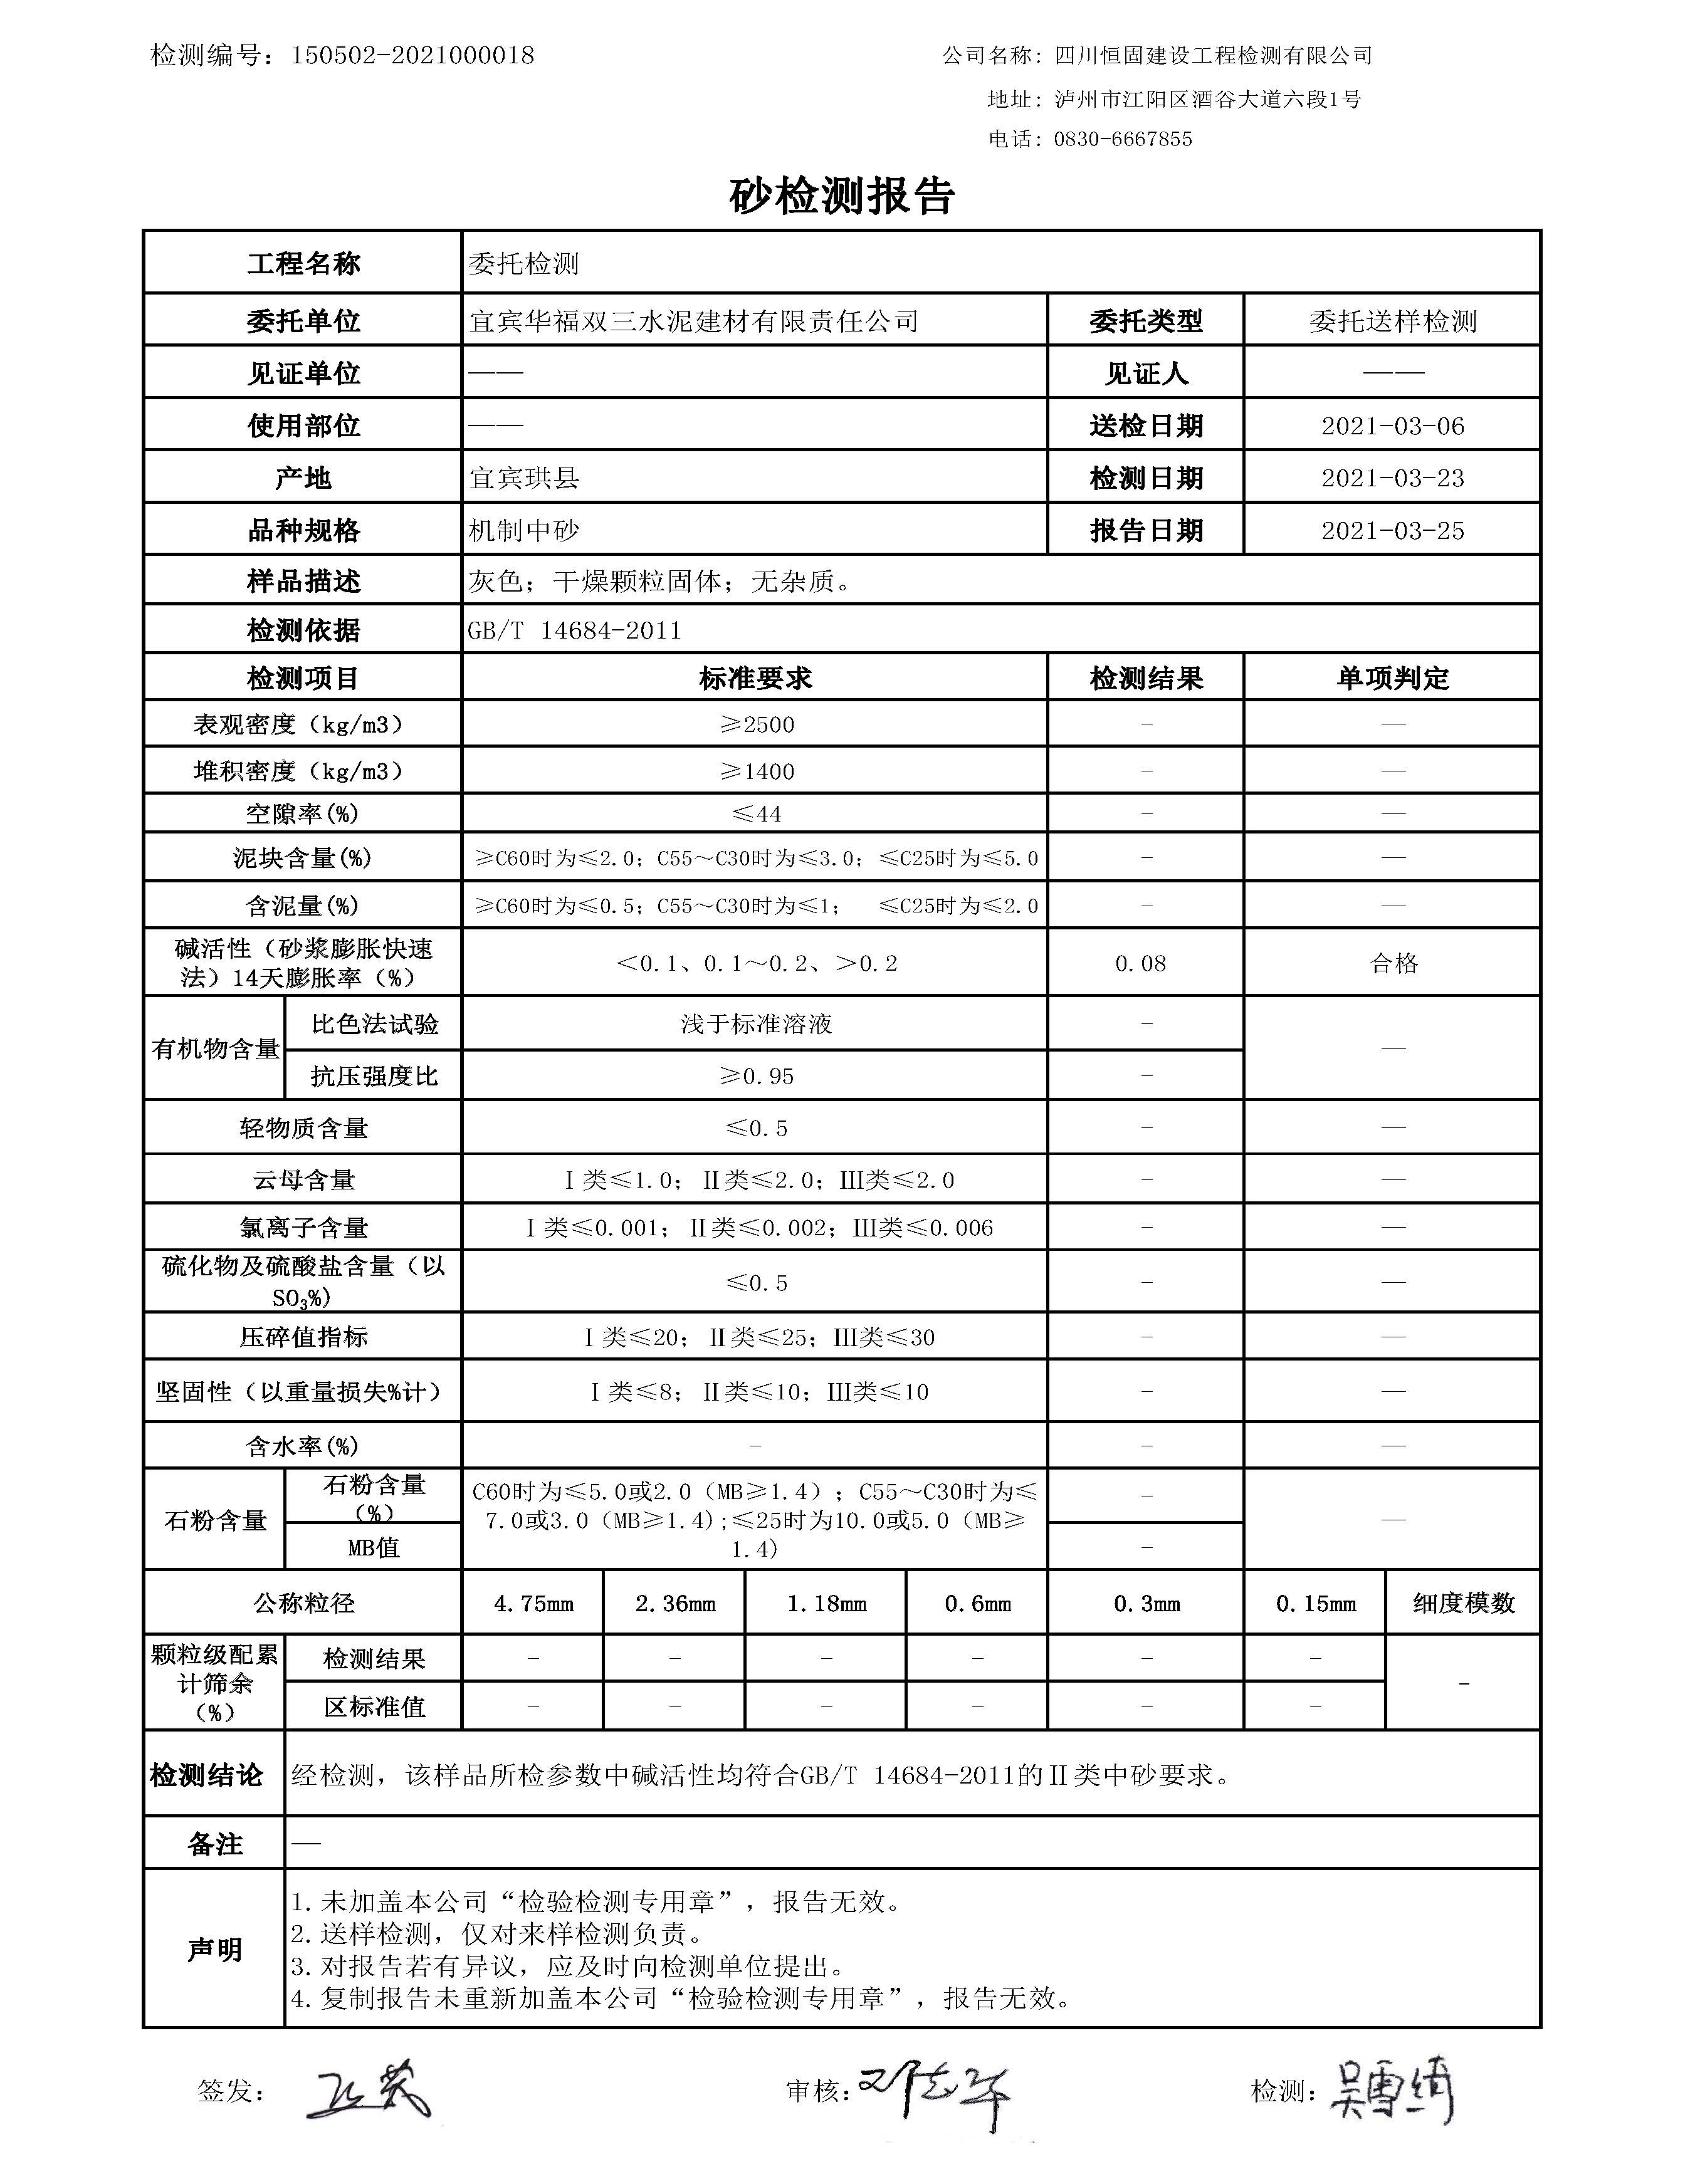 检测编号：150502-2021000018
公司名称：四川恒固建设工程检测有限公司
地址：泸州市江阳区酒谷大道六段1号
电话：0830-6667855
砂检测报告
工程名称 委托检测
委托单位 宜宾华福双三水泥建材有限责任公司 委托类型 委托送样检测
见证单位 —— 见证人 ——
使用部位 —— 送检日期 2021-03-06
产地 宜宾珙县 检测日期 2021-03-23
品种规格 机制中砂 报告日期 2021-03-25
样品描述 灰色；干燥颗粒固体；无杂质。
检测依据 GB/T 14684-2011
检测项目 标准要求 检测结果 单项判定
表观密度（kg/m3） ≥2500 - —
堆积密度（kg/m3） ≥1400 - —
空隙率(%) ≤44 - —
泥块含量(%) ≥C60时为≤2.0；C55～C30时为≤3.0；≤C25时为≤5.0 - —
含泥量(%) ≥C60时为≤0.5；C55～C30时为≤1； ≤C25时为≤2.0 - —
碱活性（砂浆膨胀快速
法）14天膨胀率（%） <0.1、0.1～0.2、>0.2 0.08 合格
有机物含量 比色法试验 浅于标准溶液 - —
抗压强度比 ≥0.95 -
轻物质含量 ≤0.5 - —
云母含量 Ⅰ类≤1.0；Ⅱ类≤2.0；Ⅲ类≤2.0 - —
氯离子含量 Ⅰ类≤0.001；Ⅱ类≤0.002；Ⅲ类≤0.006 - —
硫化物及硫酸盐含量（以
SO₃%) ≤0.5 - —
压碎值指标 Ⅰ类≤20；Ⅱ类≤25；Ⅲ类≤30 - —
坚固性（以重量损失%计） Ⅰ类≤8；Ⅱ类≤10；Ⅲ类≤10 - —
含水率(%) - - —
石粉含量 石粉含量
（%） -
MB值 - —
C60时为≤5.0或2.0（MB≥1.4）；C55～C30时为≤
7.0或3.0（MB≥1.4);≤25时为10.0或5.0（MB≥
1.4)
公称粒径 4.75mm 2.36mm 1.18mm 0.6mm 0.3mm 0.15mm 细度模数
颗粒级配累
计筛余
（%）
检测结果 - - - - - - -
区标准值 - - - - - -
检测结论 经检测，该样品所检参数中碱活性均符合GB/T 14684-2011的Ⅱ类中砂要求。
备注 —
声明
1.未加盖本公司“检验检测专用章”，报告无效。
2.送样检测，仅对来样检测负责。
3.对报告若有异议，应及时向检测单位提出。
4.复制报告未重新加盖本公司“检验检测专用章”，报告无效。
签发： 审核： 检测：吴雪绮